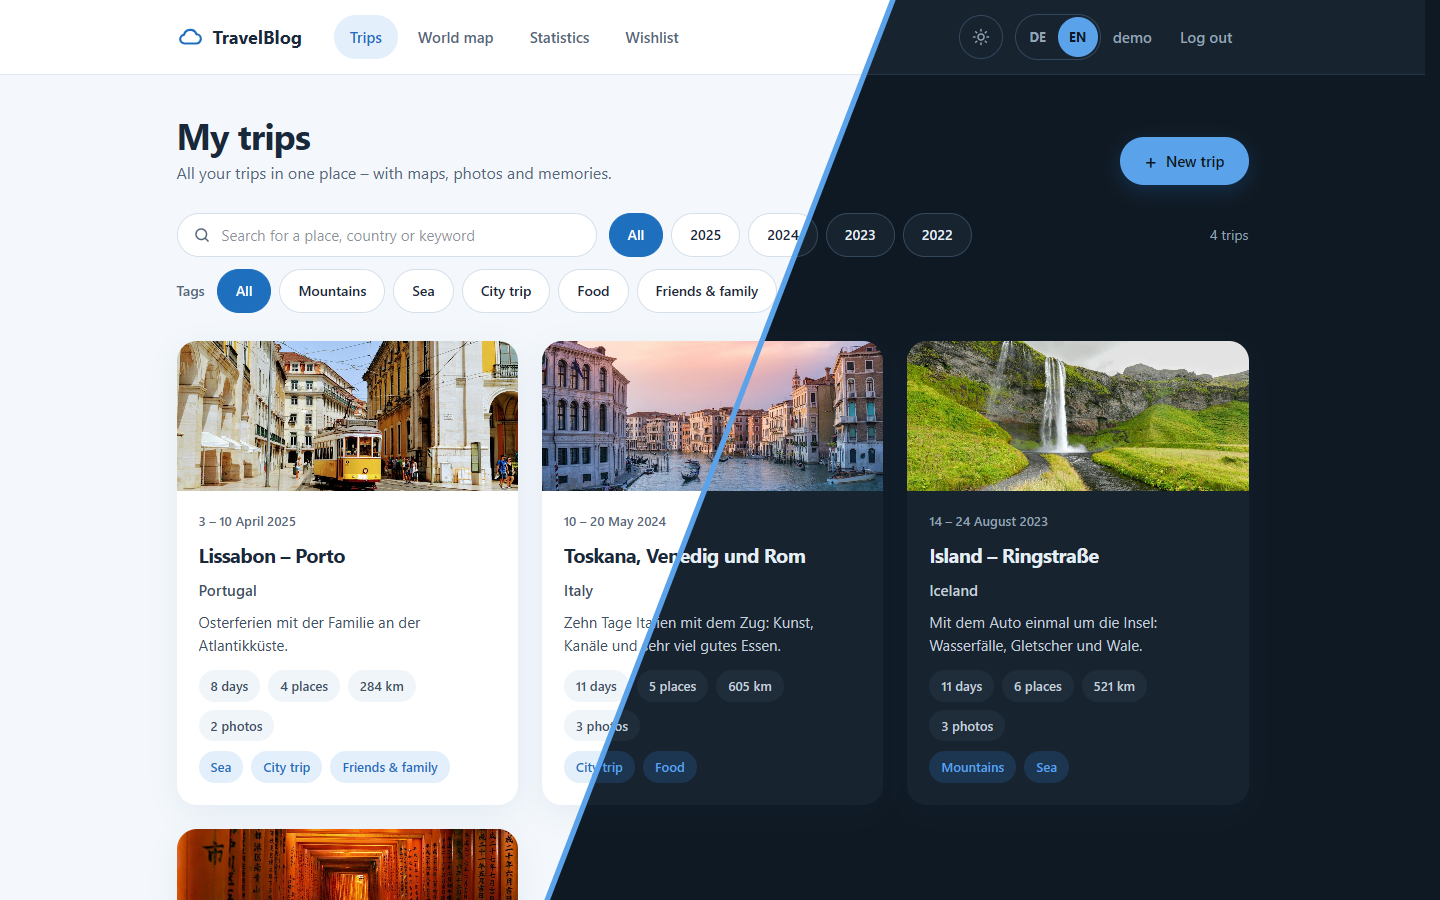 TravelBlog Trips World map Statistics Wishlist DE EN demo Log out
My trips
All your trips in one place – with maps, photos and memories.
+ New trip
Search for a place, country or keyword All 2025 2024 2023 2022 4 trips
Tags All Mountains Sea City trip Food Friends & family
3 – 10 April 2025
Lissabon – Porto
Portugal
Osterferien mit der Familie an der
Atlantikküste.
8 days 4 places 284 km
2 photos
Sea City trip Friends & family
10 – 20 May 2024
Toskana, Venedig und Rom
Italy
Zehn Tage Italien mit dem Zug: Kunst,
Kanäle und sehr viel gutes Essen.
11 days 5 places 605 km
3 photos
City trip Food
14 – 24 August 2023
Island – Ringstraße
Iceland
Mit dem Auto einmal um die Insel:
Wasserfälle, Gletscher und Wale.
11 days 6 places 521 km
3 photos
Mountains Sea